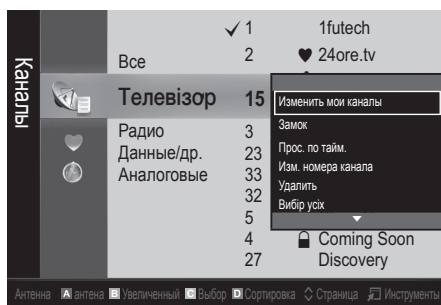 Каналы
✓ 1 1futech
Все 2 ♥ 24ore.tv
Телевізор 15
Изменить мои каналы
Замок
Прос. по тайм.
Изм. номера канала
Удалить
Вибір усіх
▼
Радио 3
Данные/др. 23
Аналоговые 33
32
5
4 Coming Soon
27 Discovery
Антенна A антена B Увеличенный C Выбор D Сортировка Страница Инструменты